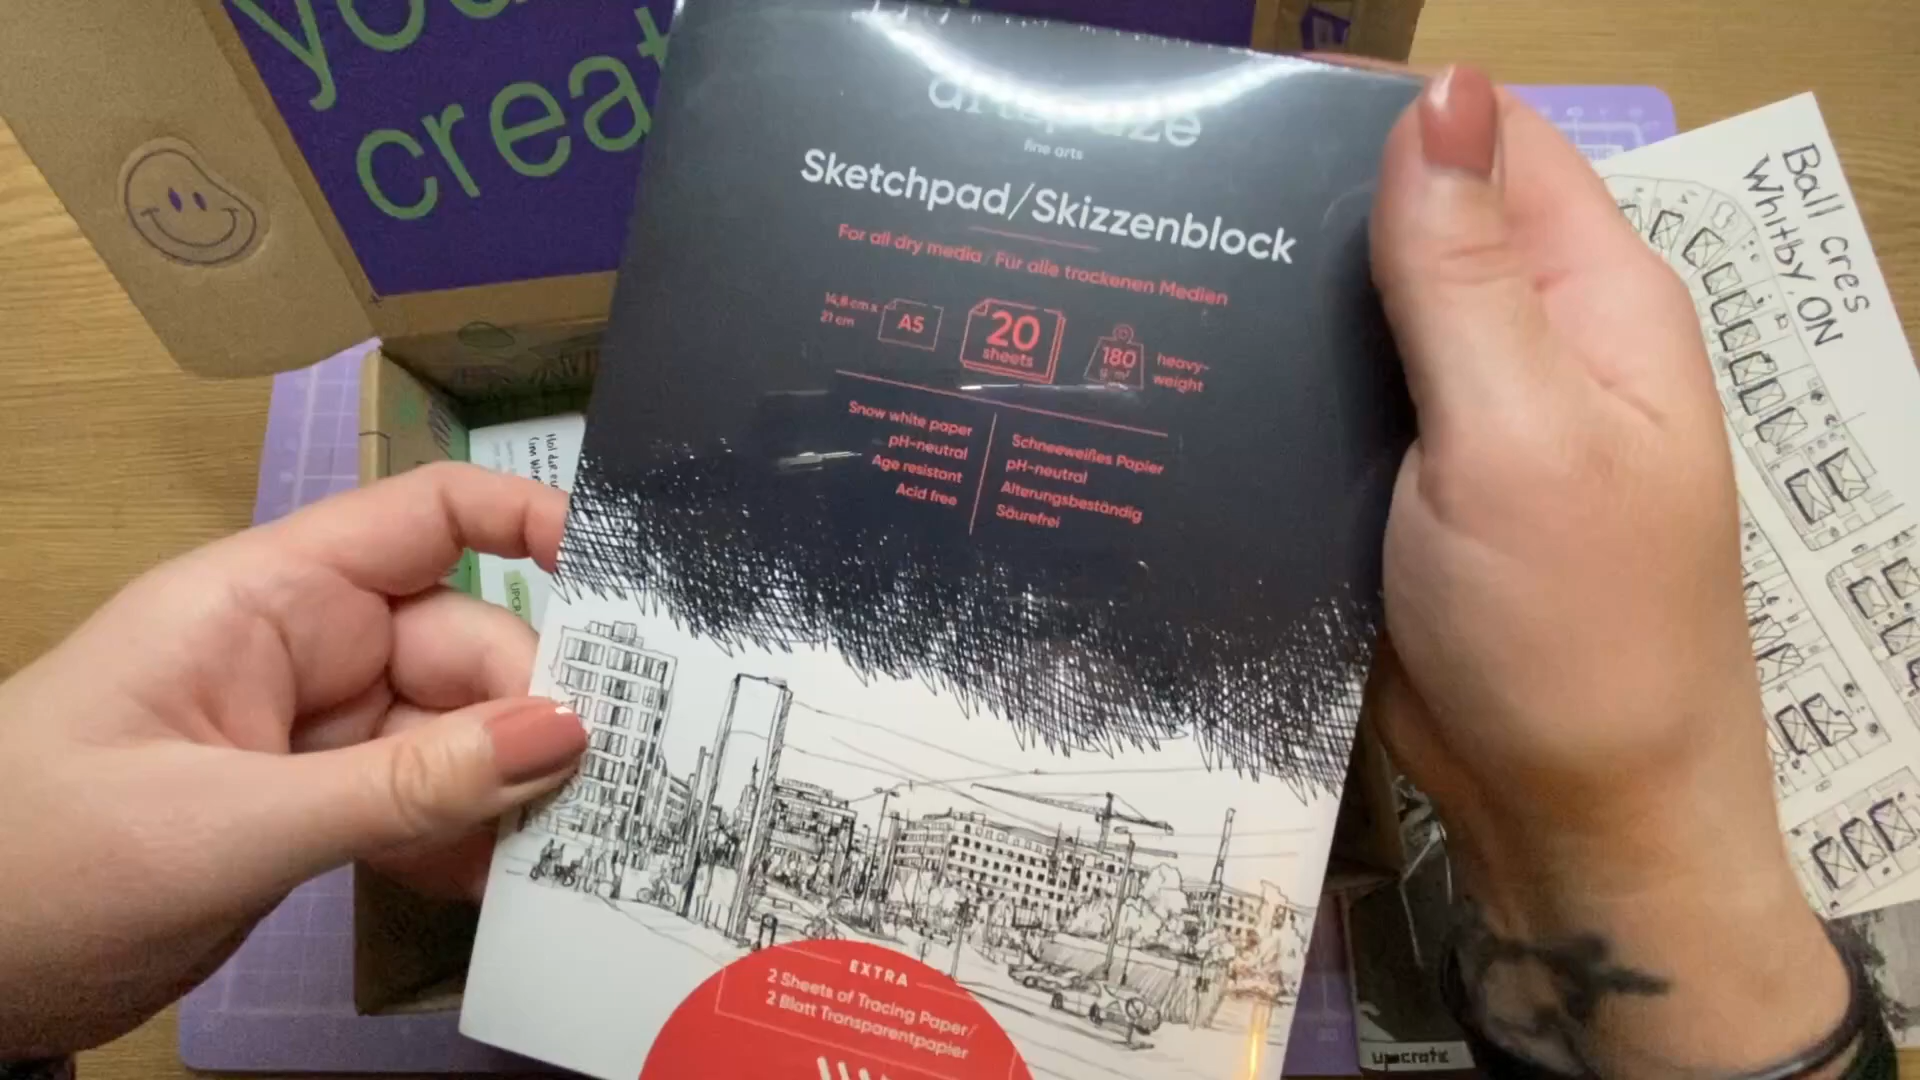 fine arts
Sketchpad/Skizzenblock
For all dry media / Für alle trockenen Medien
14,8 cm x
21 cm
A5
20
sheets
180
g/m²
heavy-
weight
Snow white paper
pH-neutral
Age resistant
Acid free
Schneeweißes Papier
pH-neutral
Alterungsbeständig
Säurefrei
EXTRA
2 Sheets of Tracing Paper/
2 Blatt Transparentpapier
Ball cres
Whitby ON
upcrate